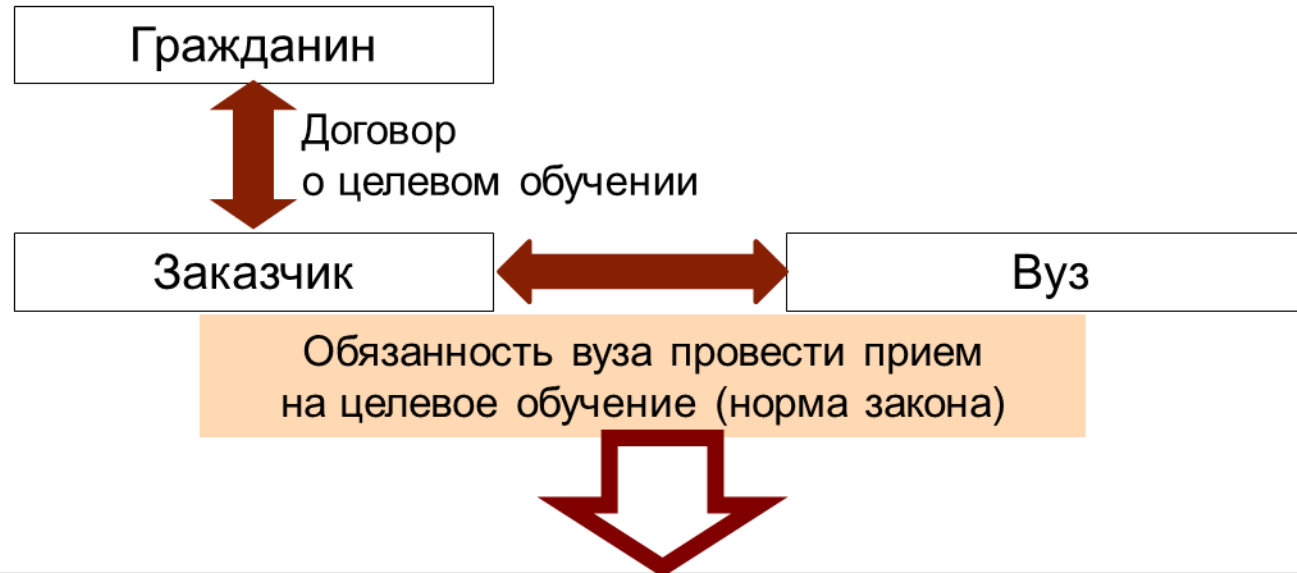 Гражданин
Договор
о целевом обучении
Заказчик
Вуз
Обязанность вуза провести прием
на целевое обучение (норма закона)